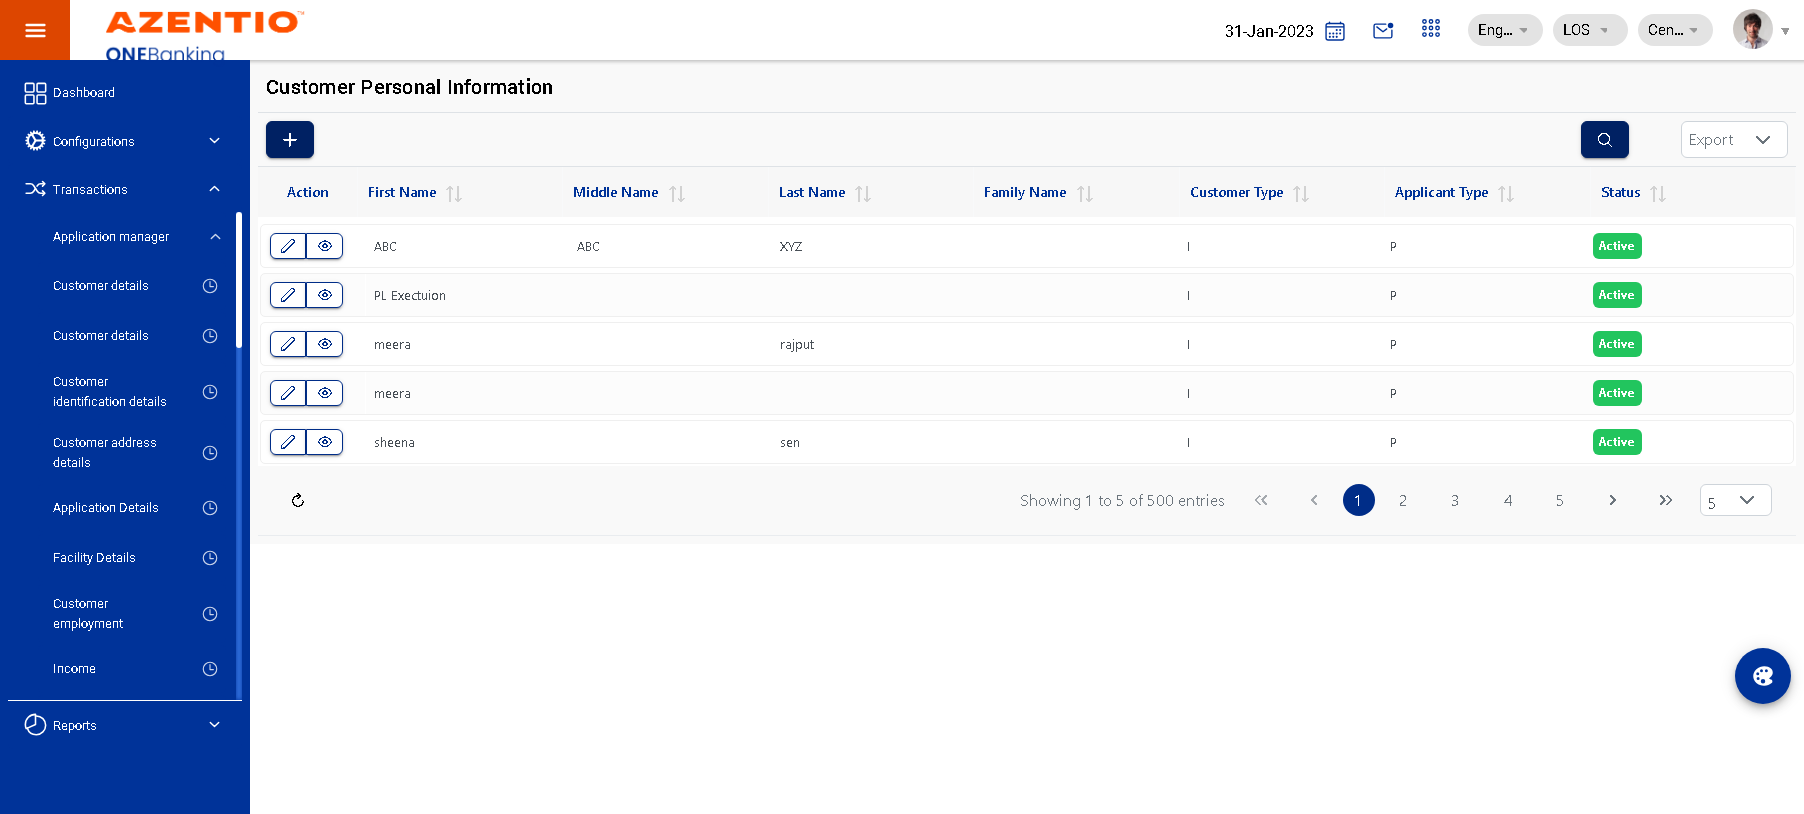 AZENTIO™
ONEBanking
31-Jan-2023
Eng...
LOS
Cen...
Dashboard
Configurations
Transactions
Application manager
Customer details
Customer details
Customer
identification details
Customer address
details
Application Details
Facility Details
Customer
employment
Income
Reports
Customer Personal Information
Export
Action First Name Middle Name Last Name Family Name Customer Type Applicant Type Status
ABC ABC XYZ I P Active
PL Exectuion I P Active
meera rajput I P Active
meera I P Active
sheena sen I P Active
Showing 1 to 5 of 500 entries 1 2 3 4 5 5